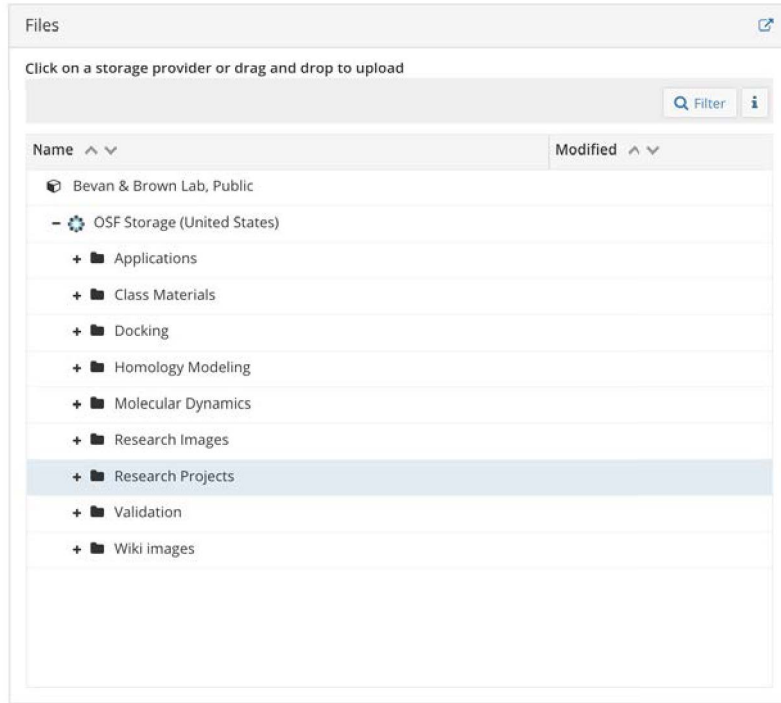 Files
Click on a storage provider or drag and drop to upload
Filter i
Name Modified
Bevan & Brown Lab, Public
− OSF Storage (United States)
+ Applications
+ Class Materials
+ Docking
+ Homology Modeling
+ Molecular Dynamics
+ Research Images
+ Research Projects
+ Validation
+ Wiki images